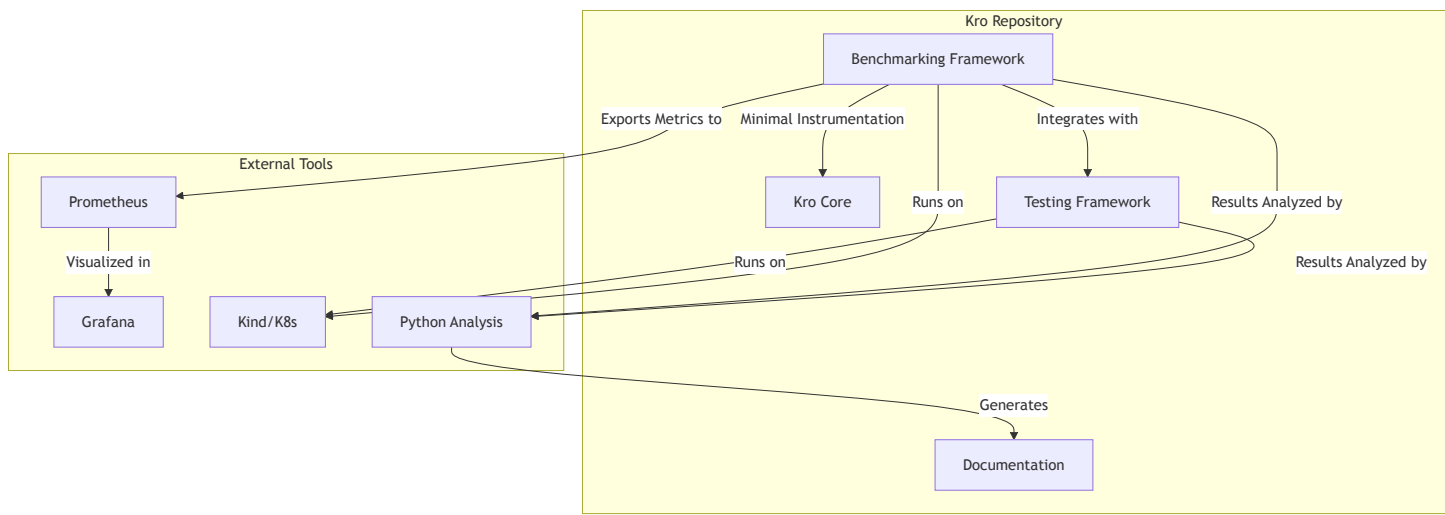 Kro Repository
Benchmarking Framework
Exports Metrics to
Minimal Instrumentation
Integrates with
External Tools
Prometheus
Kro Core
Runs on
Testing Framework
Results Analyzed by
Visualized in
Runs on
Results Analyzed by
Grafana
Kind/K8s
Python Analysis
Generates
Documentation